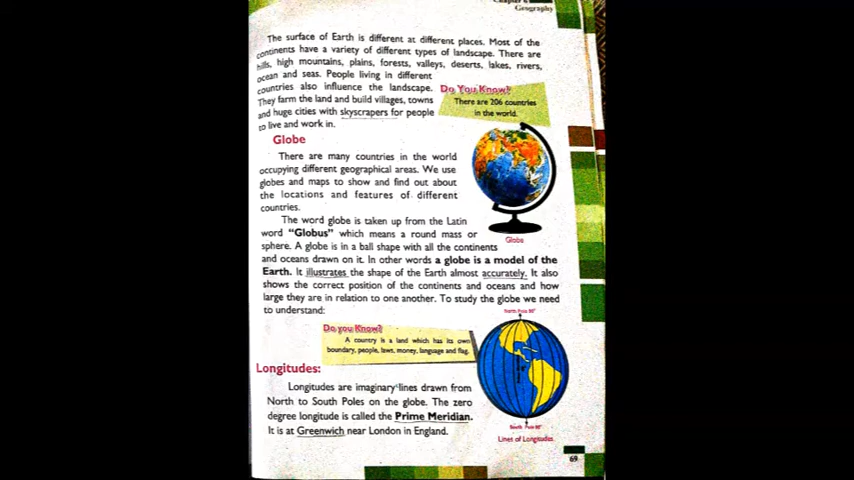 Chapter 6
Geography
The surface of Earth is different at different places. Most of the
continents have a variety of different types of landscape. There are
hills, high mountains, plains, forests, valleys, deserts, lakes, rivers,
ocean and seas. People living in different
countries also influence the landscape.
They farm the land and build villages, towns
and huge cities with skyscrapers for people
to live and work in.
Do You Know?
There are 206 countries
in the world.
Globe
There are many countries in the world
occupying different geographical areas. We use
globes and maps to show and find out about
the locations and features of different
countries.
The word globe is taken up from the Latin
word "Globus" which means a round mass or
sphere. A globe is in a ball shape with all the continents
and oceans drawn on it. In other words a globe is a model of the
Earth. It illustrates the shape of the Earth almost accurately. It also
shows the correct position of the continents and oceans and how
large they are in relation to one another. To study the globe we need
to understand:
Globe
Do you Know?
A country is a land which has its own
boundary, people, laws, money, language and flag.
Longitudes:
Longitudes are imaginary lines drawn from
North to South Poles on the globe. The zero
degree longitude is called the Prime Meridian.
It is at Greenwich near London in England.
North Pole 90°
South Pole 90°
Lines of Longitudes
69